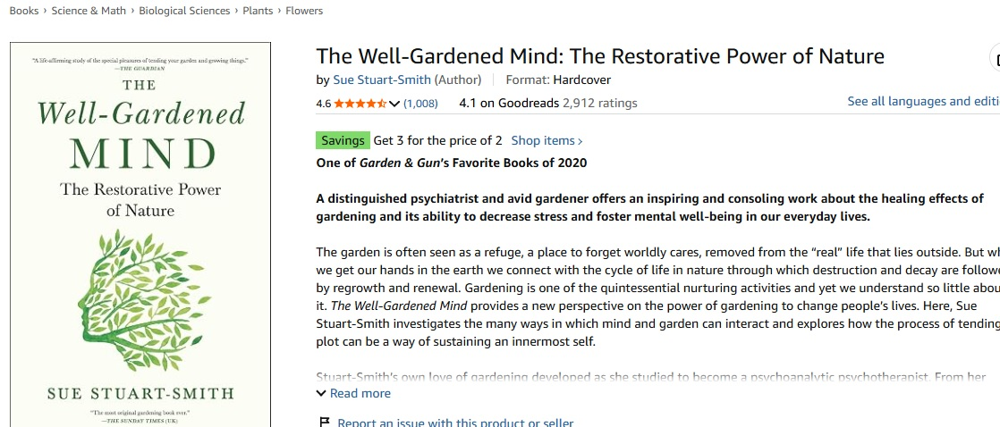 Books › Science & Math › Biological Sciences › Plants › Flowers
"A life-affirming study of the special pleasures of tending your garden and growing things."
—THE GUARDIAN
THE
Well-Gardened
MIND
The Restorative Power
of Nature
SUE STUART-SMITH
"The most original gardening book ever."
—THE SUNDAY TIMES (UK)
The Well-Gardened Mind: The Restorative Power of Nature
by Sue Stuart-Smith (Author) Format: Hardcover
4.6 (1,008) 4.1 on Goodreads 2,912 ratings
See all languages and editi
Savings Get 3 for the price of 2 Shop items ›
One of Garden & Gun's Favorite Books of 2020
A distinguished psychiatrist and avid gardener offers an inspiring and consoling work about the healing effects of
gardening and its ability to decrease stress and foster mental well-being in our everyday lives.
The garden is often seen as a refuge, a place to forget worldly cares, removed from the “real” life that lies outside. But wh
we get our hands in the earth we connect with the cycle of life in nature through which destruction and decay are followe
by regrowth and renewal. Gardening is one of the quintessential nurturing activities and yet we understand so little abou
it. The Well-Gardened Mind provides a new perspective on the power of gardening to change people's lives. Here, Sue
Stuart-Smith investigates the many ways in which mind and garden can interact and explores how the process of tending
plot can be a way of sustaining an innermost self.
Stuart-Smith's own love of gardening developed as she studied to become a psychoanalytic psychotherapist. From her
Read more
Report an issue with this product or seller